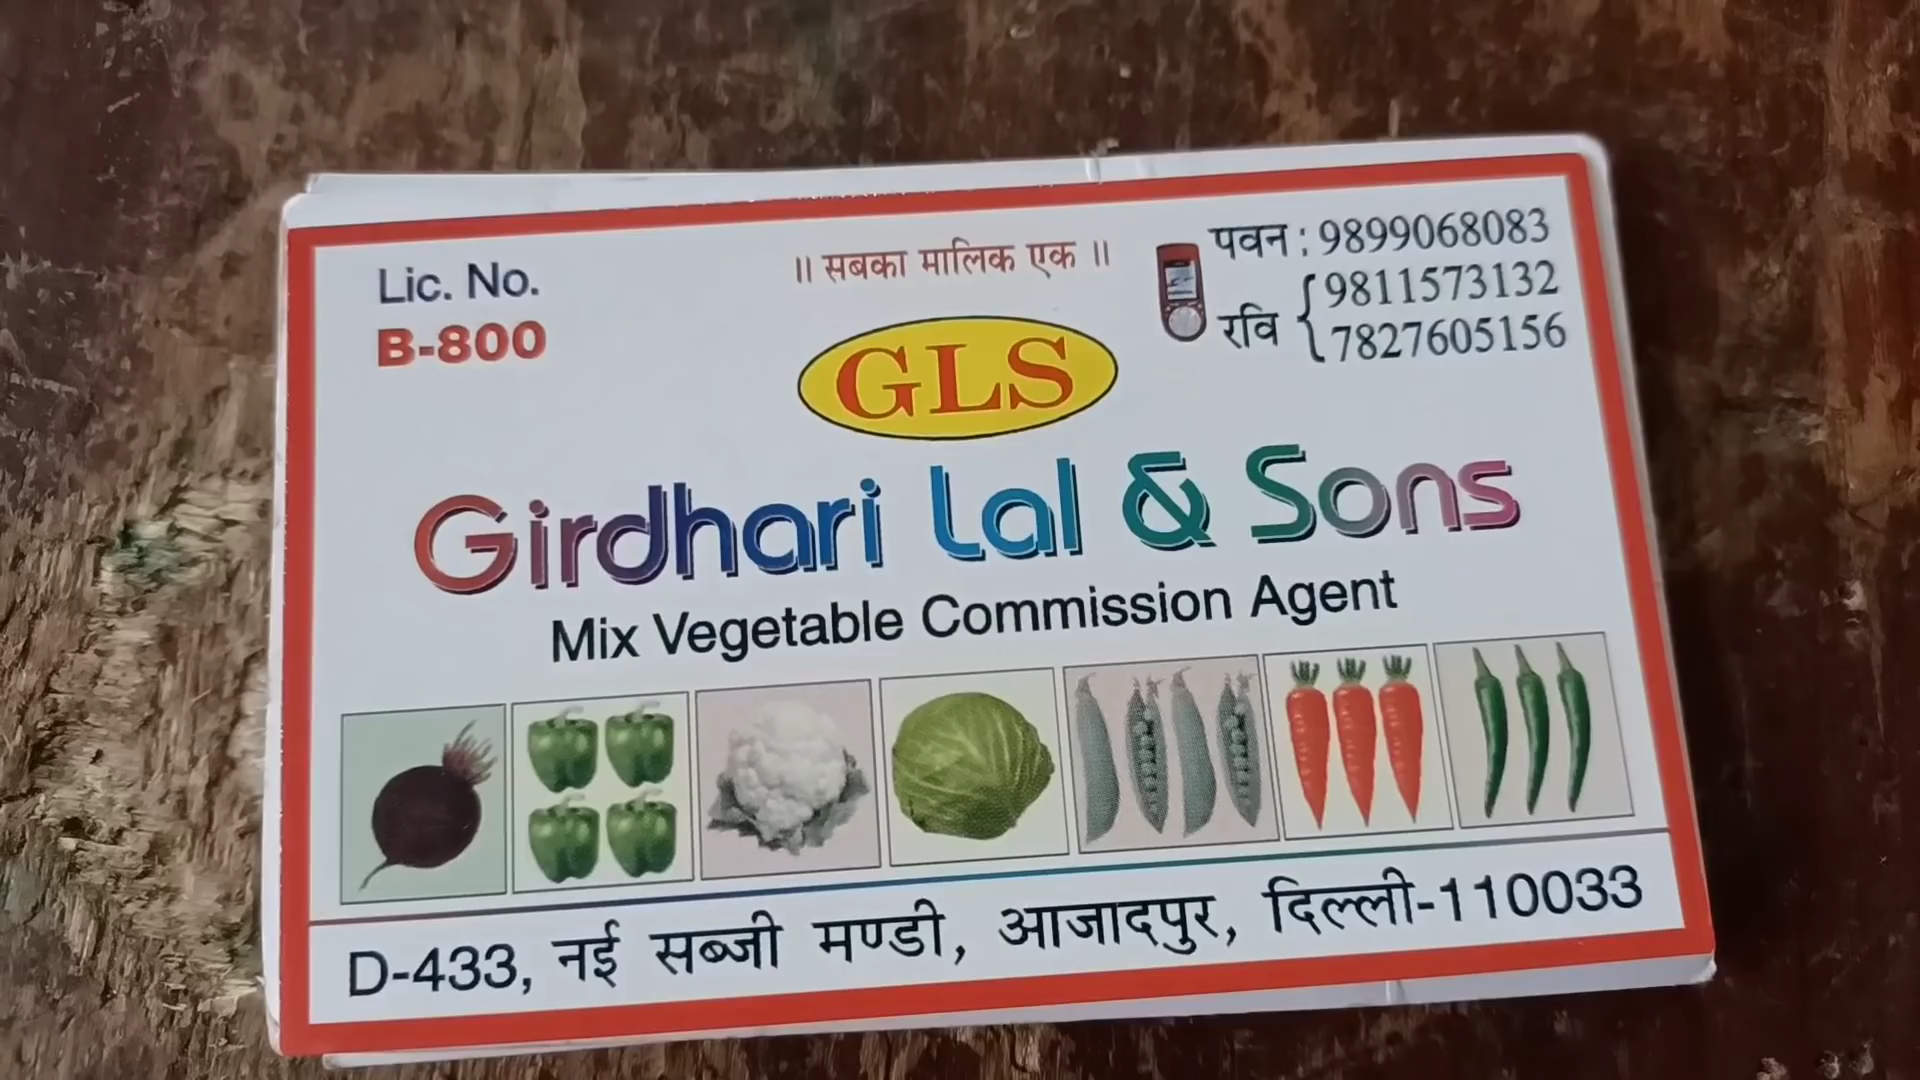 Lic. No.
B-800
॥ सबका मालिक एक ॥
पवन : 9899068083
रवि { 9811573132
7827605156
GLS
Girdhari Lal & Sons
Mix Vegetable Commission Agent
D-433, नई सब्जी मण्डी, आजादपुर, दिल्ली-110033